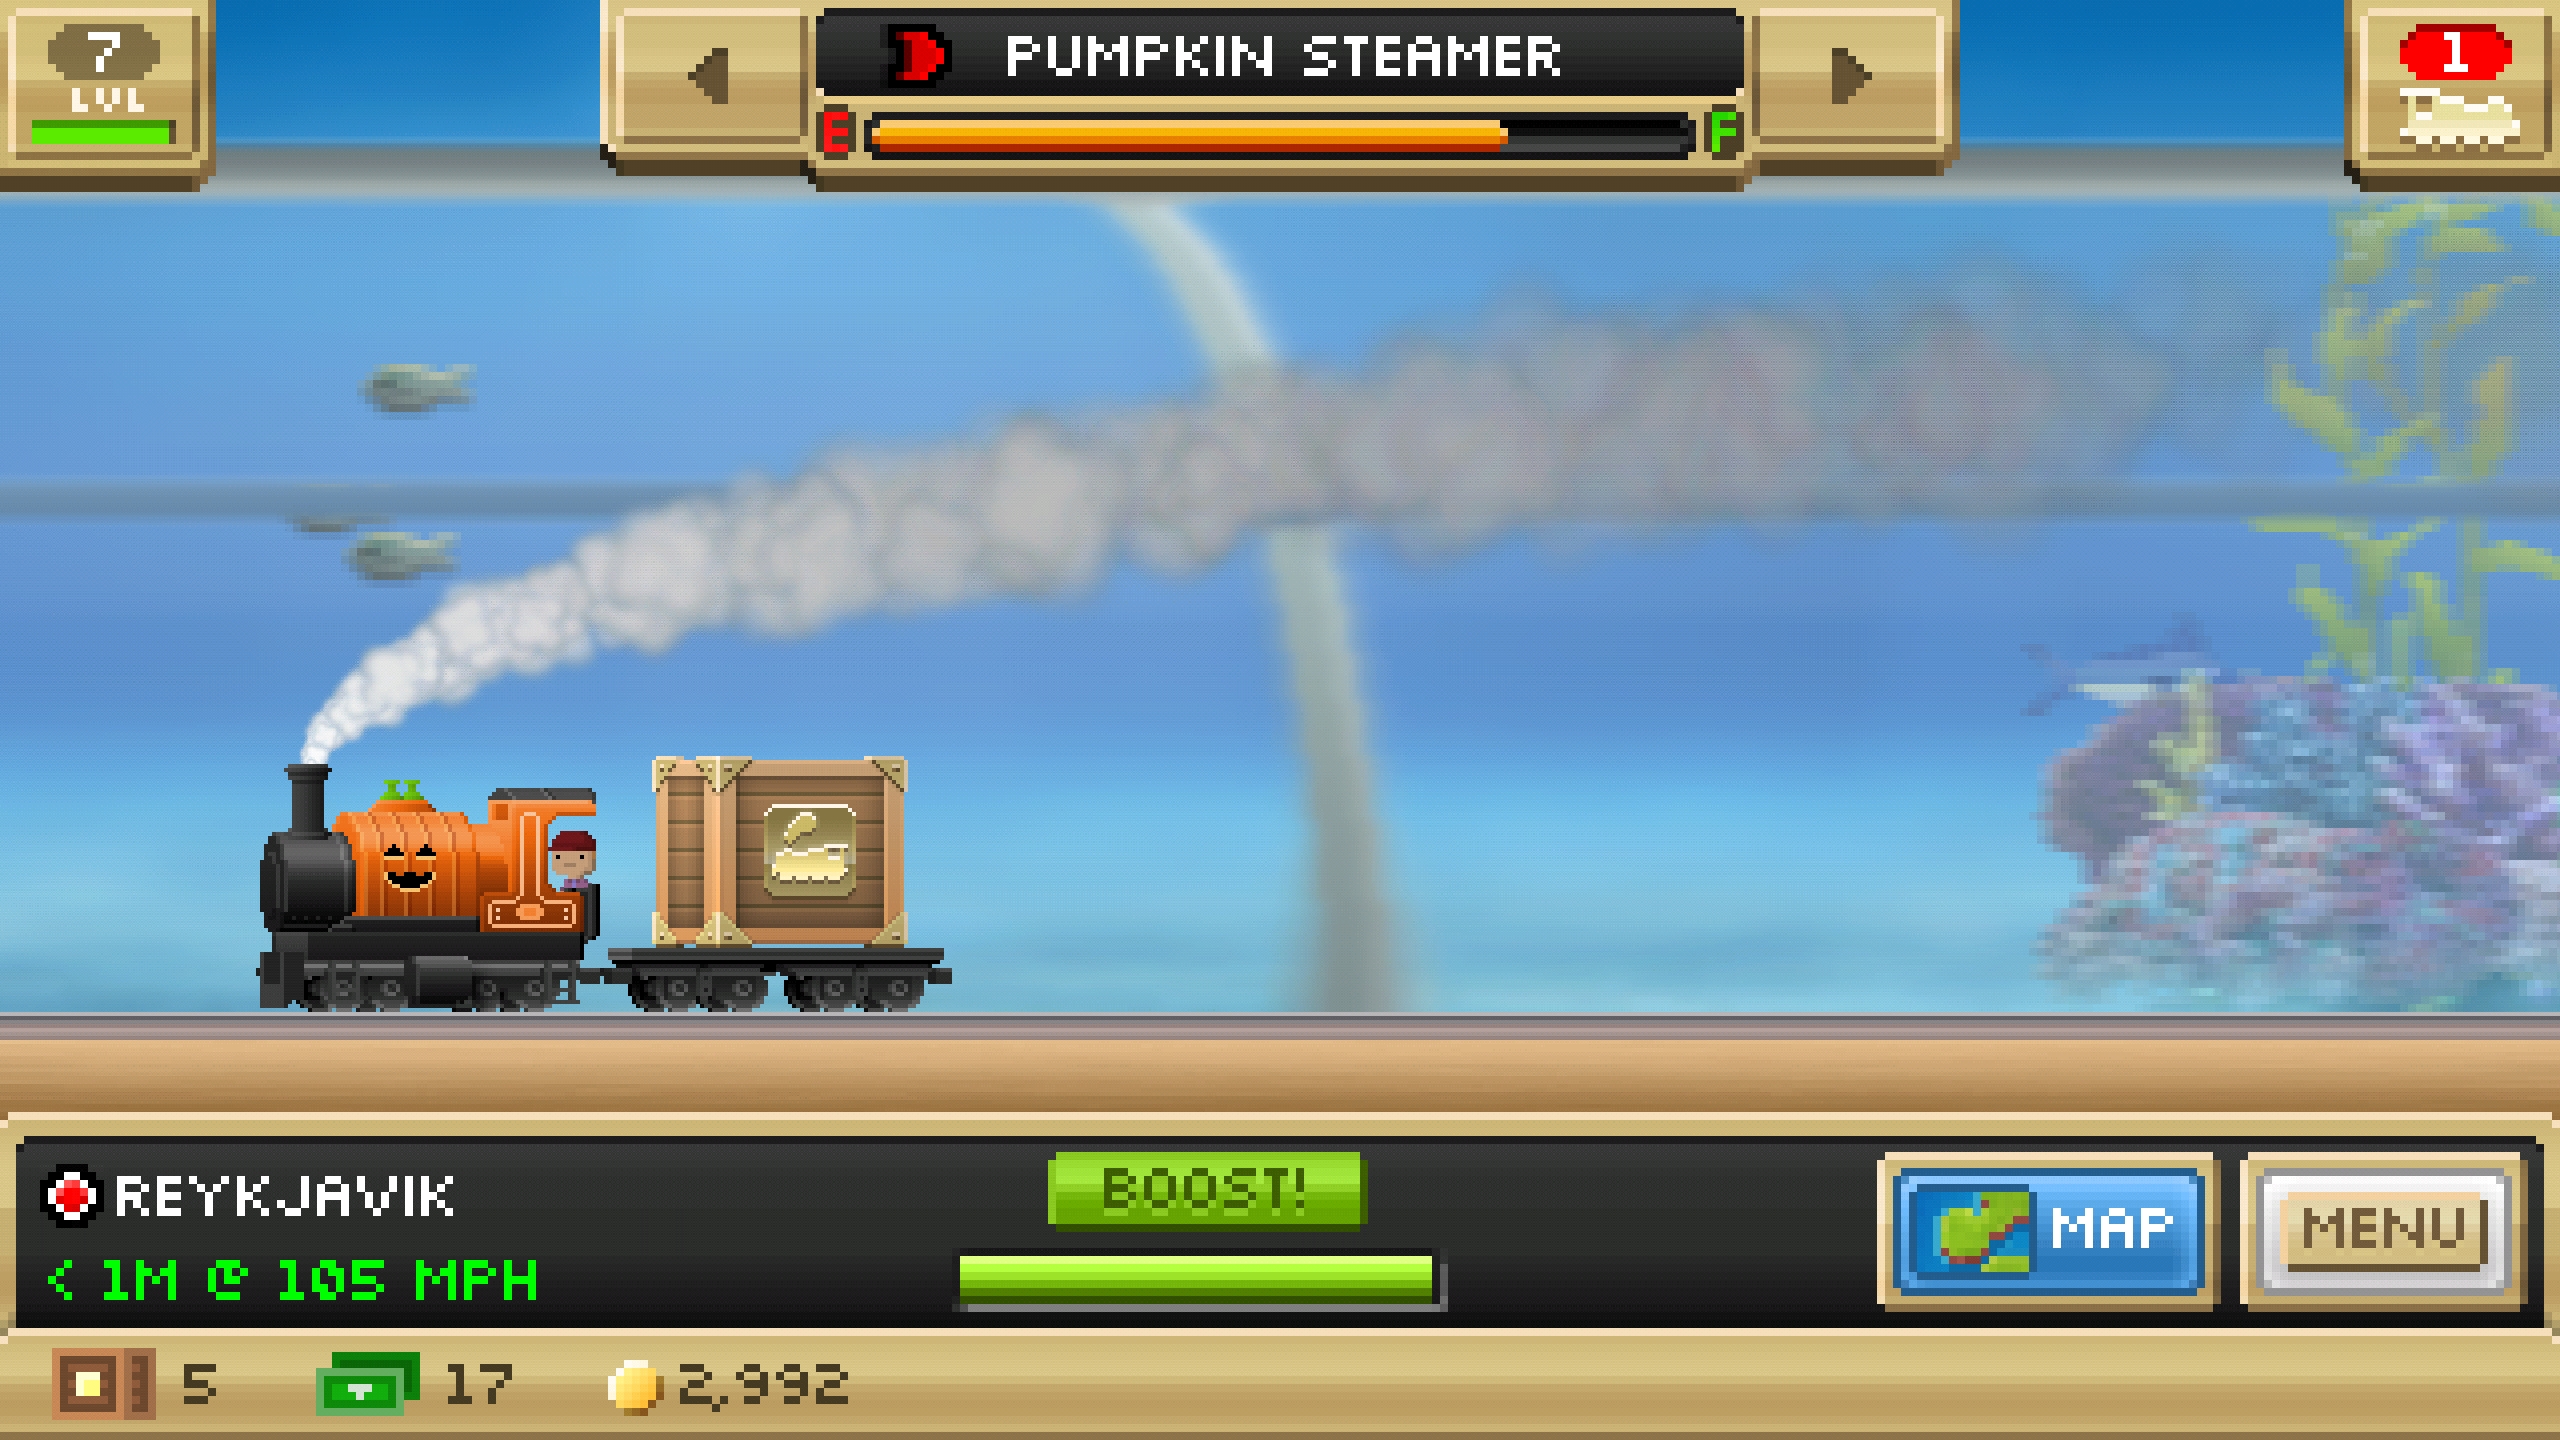 7
LVL
PUMPKIN STEAMER
E
F
1
REYKJAVIK
< 1M @ 105 MPH
BOOST!
MAP
MENU
5
17
2,992